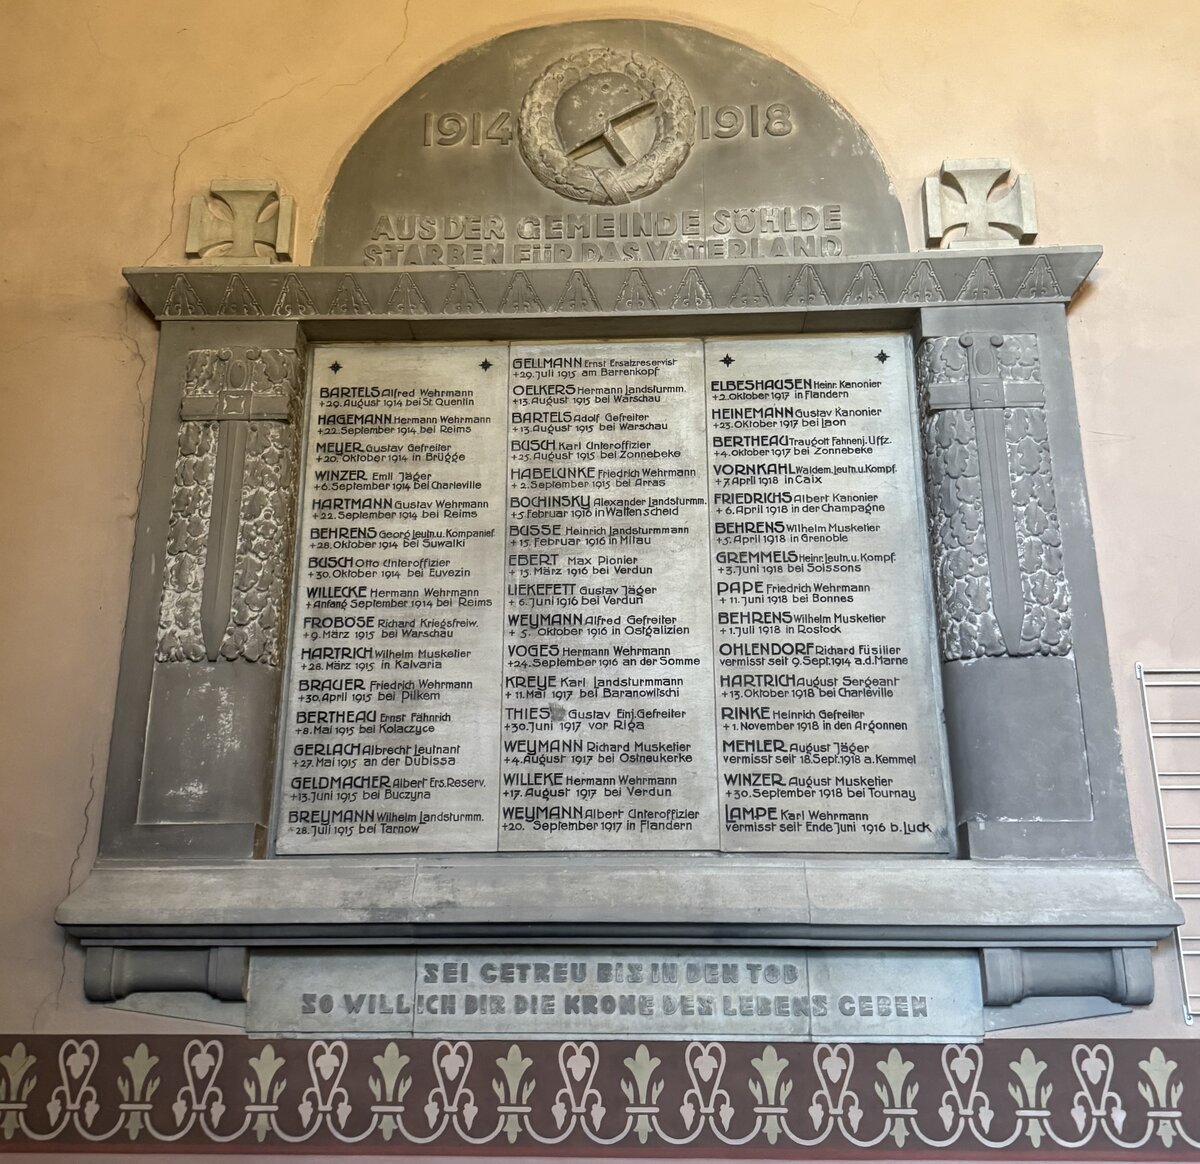 1914 1918
AUS DER GEMEINDE SÖHLDE
STARBEN FÜR DAS VATERLAND
BARTELS Alfred Wehrmann
+29. August 1914 bei St. Quentin
HAGEMANN Hermann Wehrmann
+22. September 1914 bei Reims
MEYER Gustav Gefreiter
+20. Oktober 1914 in Brügge
WINZER Emil Jäger
+6. September 1914 bei Charleville
HARTMANN Gustav Wehrmann
+22. September 1914 bei Reims
BEHRENS Georg Leutn. u. Kompanief.
+28. Oktober 1914 bei Suwalki
BUSCH Otto Unteroffizier
+30. Oktober 1914 bei Euvezin
WILLECKE Hermann Wehrmann
+Anfang September 1914 bei Reims
FROBOSE Richard Kriegsfreiw.
+9. März 1915 bei Warschau
HARTRICH Wilhelm Musketier
+28. März 1915 in Kalvaria
BRAUER Friedrich Wehrmann
+30. April 1915 bei Pilkem
BERTHEAU Ernst Fähnrich
+8. Mai 1915 bei Kolaczyce
GERLACH Albrecht Leutnant
+27. Mai 1915 an der Dubissa
GELDMACHER Albert Ers. Reserv.
+13. Juni 1915 bei Buczyna
BREYMANN Wilhelm Landsturmm.
+28. Juli 1915 bei Tarnow
GELLMANN Ernst Ersatzreservist
+29. Juli 1915 am Barrenkopf
OELKERS Hermann Landsturmm.
+13. August 1915 bei Warschau
BARTELS Adolf Gefreiter
+13. August 1915 bei Warschau
BUSCH Karl Unteroffizier
+25. August 1915 bei Zonnebeke
HABELUNKE Friedrich Wehrmann
+2. September 1915 bei Arras
BOCHINSKY Alexander Landsturmm.
+5. Februar 1916 in Wattenscheid
BUSSE Heinrich Landsturmmann
+15. Februar 1916 in Mitau
EBERT Max Pionier
+15. März 1916 bei Verdun
LIEKEFETT Gustav Jäger
+6. Juni 1916 bei Verdun
WEYMANN Alfred Gefreiter
+5. Oktober 1916 in Ostgalizien
VOGES Hermann Wehrmann
+24. September 1916 an der Somme
KREYE Karl Landsturmmann
+11. Mai 1917 bei Baranowitschi
THIES Gustav Einj. Gefreiter
+30. Juni 1917 vor Riga
WEYMANN Richard Musketier
+4. August 1917 bei Ostneukerke
WILLEKE Hermann Wehrmann
+17. August 1917 bei Verdun
WEYMANN Albert Unteroffizier
+20. September 1917 in Flandern
ELBESHAUSEN Heinr. Kanonier
+2. Oktober 1917 in Flandern
HEINEMANN Gustav Kanonier
+23. Oktober 1917 bei Laon
BERTHEAU Traugott Fahnenj. Uffz.
+4. Oktober 1917 bei Zonnebeke
VORNKAHL Waldem. Leutn. u. Kompf.
+7. April 1918 in Caix
FRIEDRICHS Albert Kanonier
+6. April 1918 in der Champagne
BEHRENS Wilhelm Musketier
+5. April 1918 in Grenoble
GREMMELS Heinr. Leutn. u. Kompf.
+3. Juni 1918 bei Soissons
PAPE Friedrich Wehrmann
+11. Juni 1918 bei Bonnes
BEHRENS Wilhelm Musketier
+1. Juli 1918 in Rostock
OHLENDORF Richard Füsilier
vermisst seit 9. Sept. 1914 a. d. Marne
HARTRICH August Sergeant
+13. Oktober 1918 bei Charleville
RINKE Heinrich Gefreiter
+1. November 1918 in den Argonnen
MEHLER August Jäger
vermisst seit 18. Sept. 1918 a. Kemmel
WINZER August Musketier
+30. September 1918 bei Tournay
LAMPE Karl Wehrmann
vermisst seit Ende Juni 1916 b. Luck
SEI GETREU BIS IN DEN TOD
SO WILL ICH DIR DIE KRONE DES LEBENS GEBEN